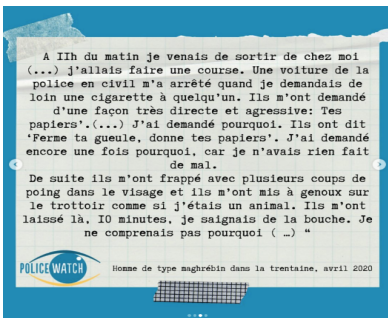 A IIh du matin je venais de sortir de chez moi
(...) j'allais faire une course. Une voiture de la
police en civil m'a arrêté quand je demandais de
loin une cigarette à quelqu'un. Ils m'ont demandé
d'une façon très directe et agressive: Tes
papiers'.(...) J'ai demandé pourquoi. Ils ont dit
'Ferme ta gueule, donne tes papiers'. J'ai demandé
encore une fois pourquoi, car je n'avais rien fait
de mal.
De suite ils m'ont frappé avec plusieurs coups de
poing dans le visage et ils m'ont mis à genoux sur
le trottoir comme si j'étais un animal. Ils m'ont
laissé là, IO minutes, je saignais de la bouche. Je
ne comprenais pas pourquoi ( …) "
POLICE WATCH
Homme de type maghrébin dans la trentaine, avril 2020